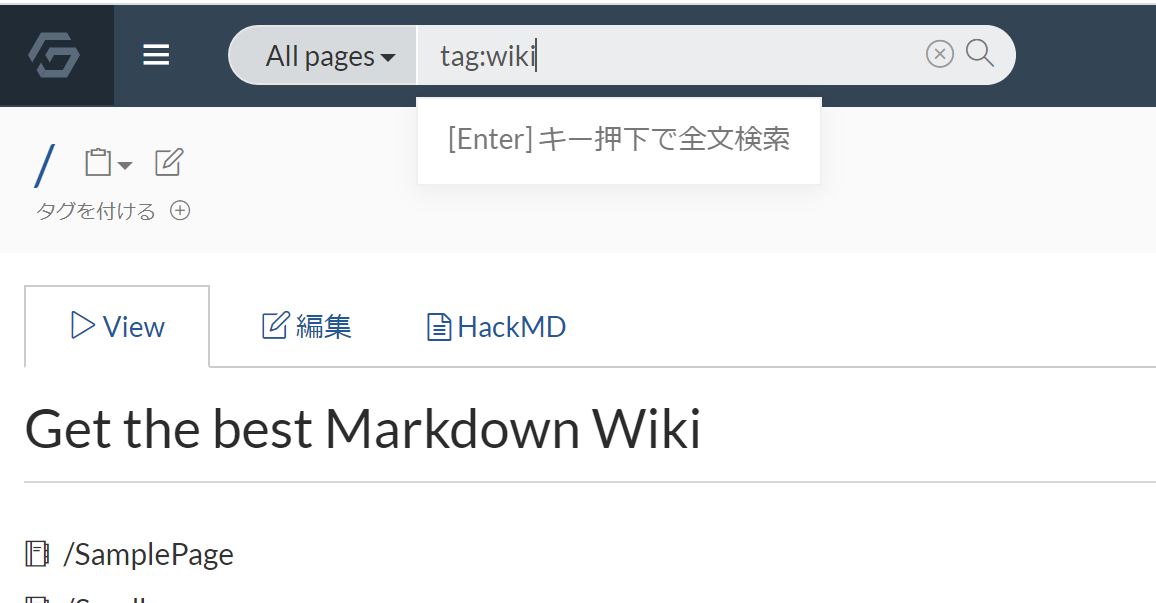 All pages
tag:wiki
[Enter] キー押下で全文検索
/
タグを付ける
View
編集
HackMD
Get the best Markdown Wiki
/SamplePage